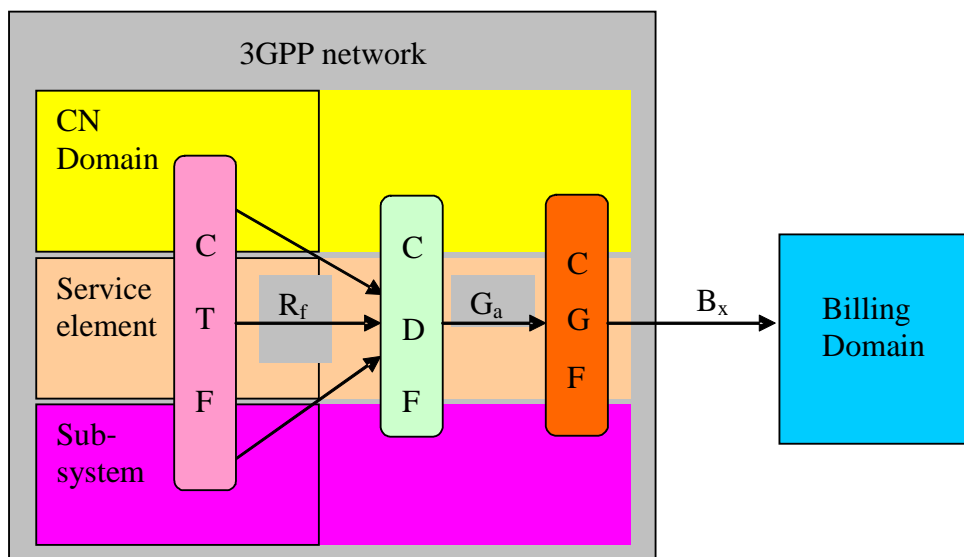 3GPP network
CN
Domain
Service
element
Sub-
system
C
T
F
R_f
C
D
F
G_a
C
G
F
B_x
Billing
Domain